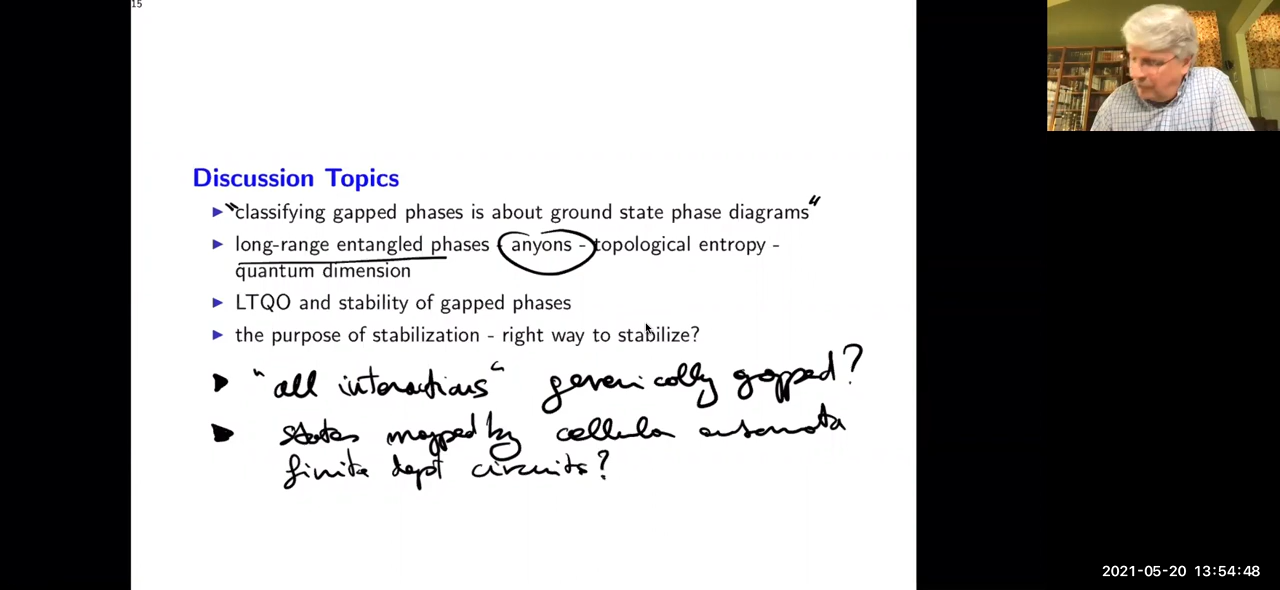 15
Discussion Topics
▶ "classifying gapped phases is about ground state phase diagrams"
▶ long-range entangled phases - anyons - topological entropy -
quantum dimension
▶ LTQO and stability of gapped phases
▶ the purpose of stabilization - right way to stabilize?
▶ "all interactions" generically gapped?
▶ states mapped by cellular automata
finite dept circuits?
2021-05-20 13:54:48